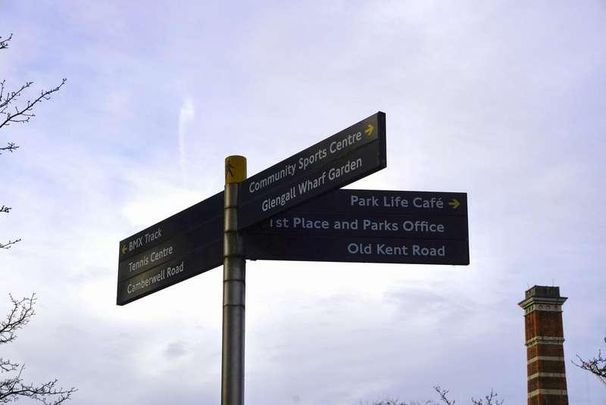 Community Sports Centre
Glengall Wharf Garden
Park Life Café
1st Place and Parks Office
Old Kent Road
BMX Track
Tennis Centre
Camberwell Road